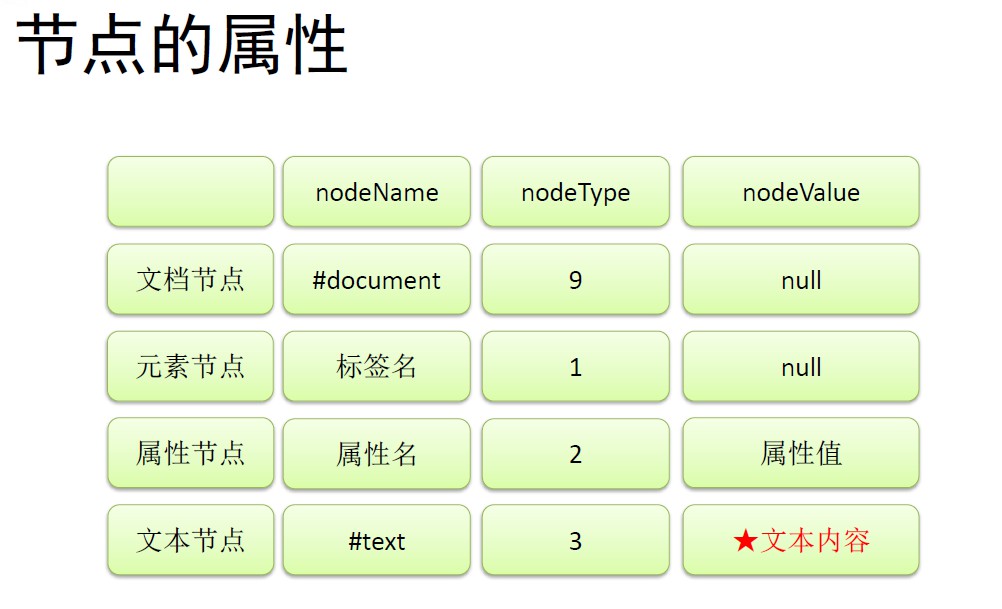 节点的属性
nodeName nodeType nodeValue
文档节点 #document 9 null
元素节点 标签名 1 null
属性节点 属性名 2 属性值
文本节点 #text 3 ★文本内容